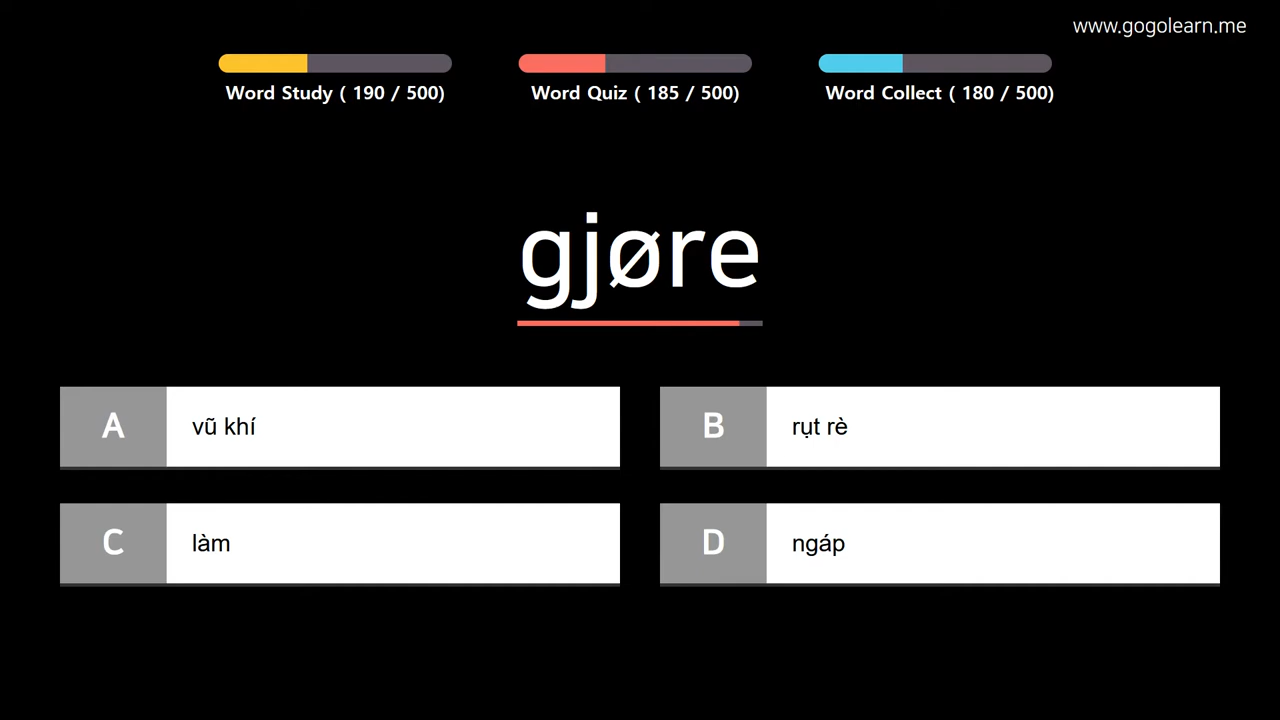 www.gogolearn.me
Word Study ( 190 / 500)
Word Quiz ( 185 / 500)
Word Collect ( 180 / 500)
gjøre
A vũ khí
B rụt rè
C làm
D ngáp